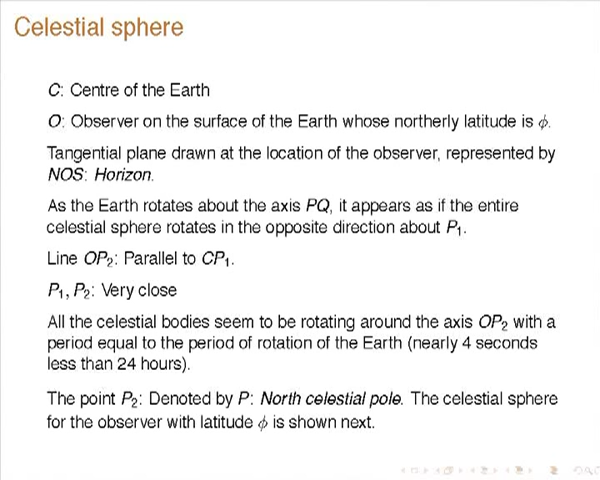 Celestial sphere
C: Centre of the Earth
O: Observer on the surface of the Earth whose northerly latitude is ϕ.
Tangential plane drawn at the location of the observer, represented by
NOS: Horizon.
As the Earth rotates about the axis PQ, it appears as if the entire
celestial sphere rotates in the opposite direction about P₁.
Line OP₂: Parallel to CP₁.
P₁, P₂: Very close
All the celestial bodies seem to be rotating around the axis OP₂ with a
period equal to the period of rotation of the Earth (nearly 4 seconds
less than 24 hours).
The point P₂: Denoted by P: North celestial pole. The celestial sphere
for the observer with latitude ϕ is shown next.